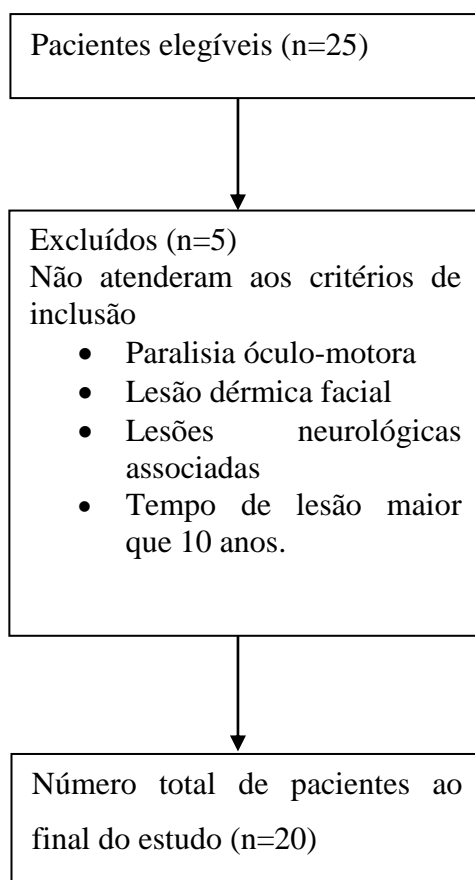 Pacientes elegíveis (n=25)
Excluídos (n=5)
Não atenderam aos critérios de
inclusão
• Paralisia óculo-motora
• Lesão dérmica facial
• Lesões neurológicas
associadas
• Tempo de lesão maior
que 10 anos.
Número total de pacientes ao
final do estudo (n=20)